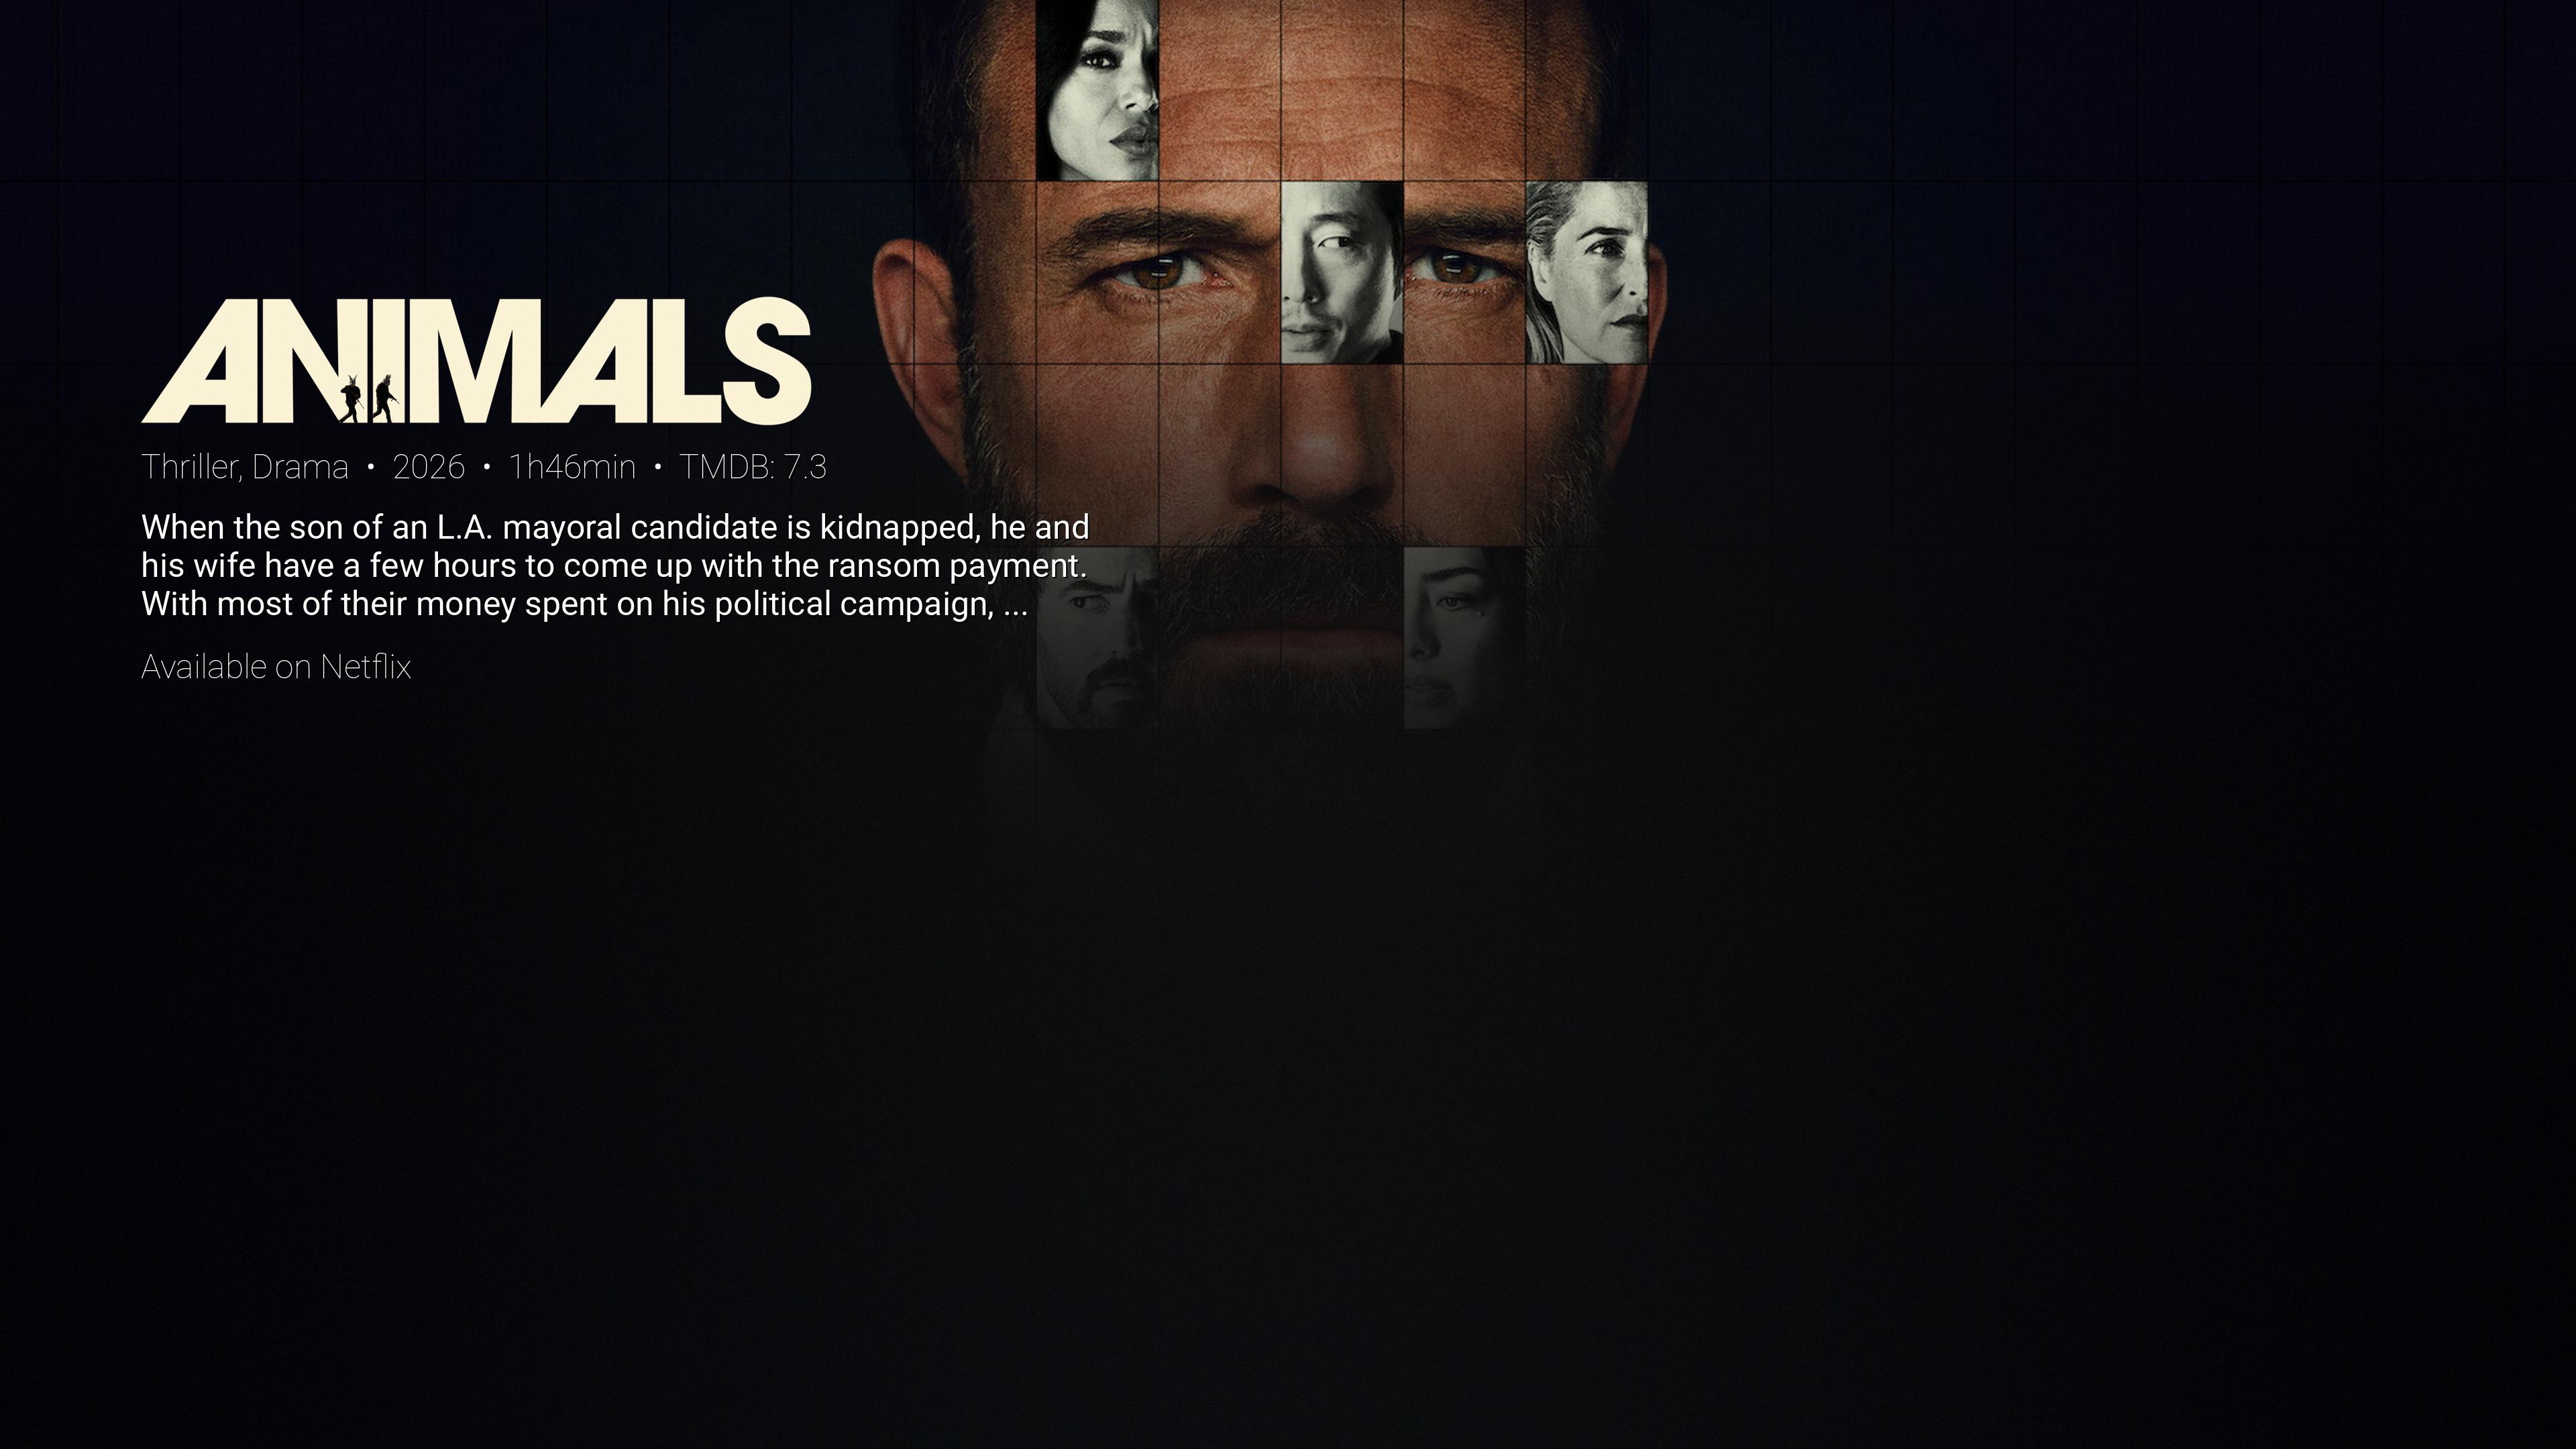 ANIMALS
Thriller, Drama • 2026 • 1h46min • TMDB: 7.3
When the son of an L.A. mayoral candidate is kidnapped, he and
his wife have a few hours to come up with the ransom payment.
With most of their money spent on his political campaign, ...
Available on Netflix